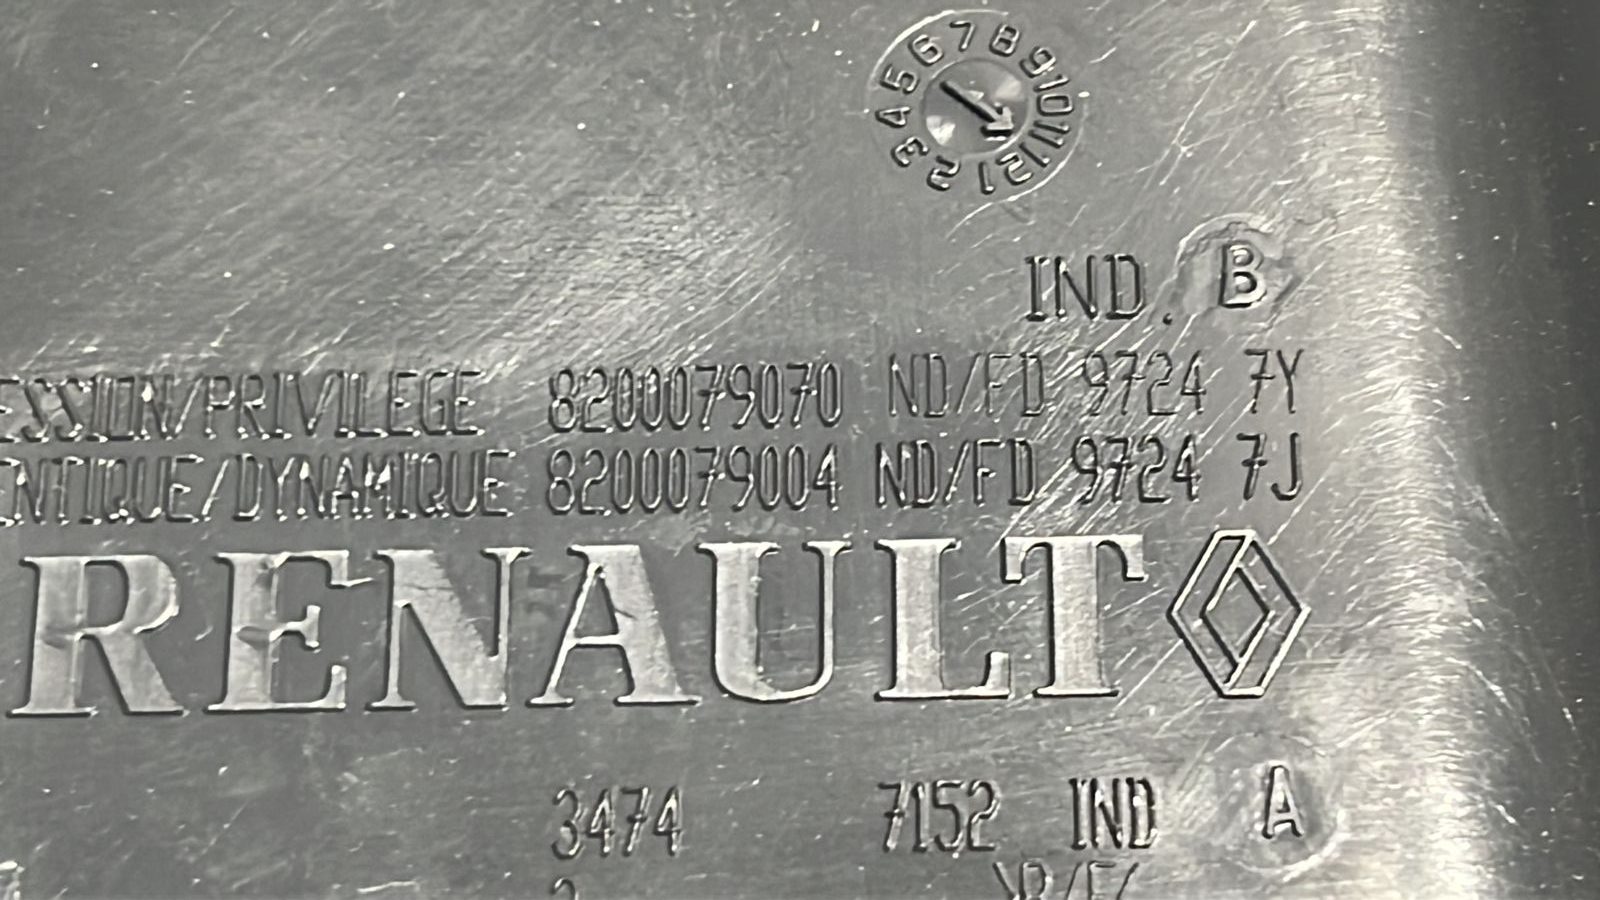 1 2 3 4 5 6 7 8 9 10 11 12
IND. B
ESSION/PRIVILEGE 8200079070 ND/FD 9724 7Y
ENTIQUE/DYNAMIQUE 8200079004 ND/FD 9724 7J
RENAULT
3474 7152 IND A